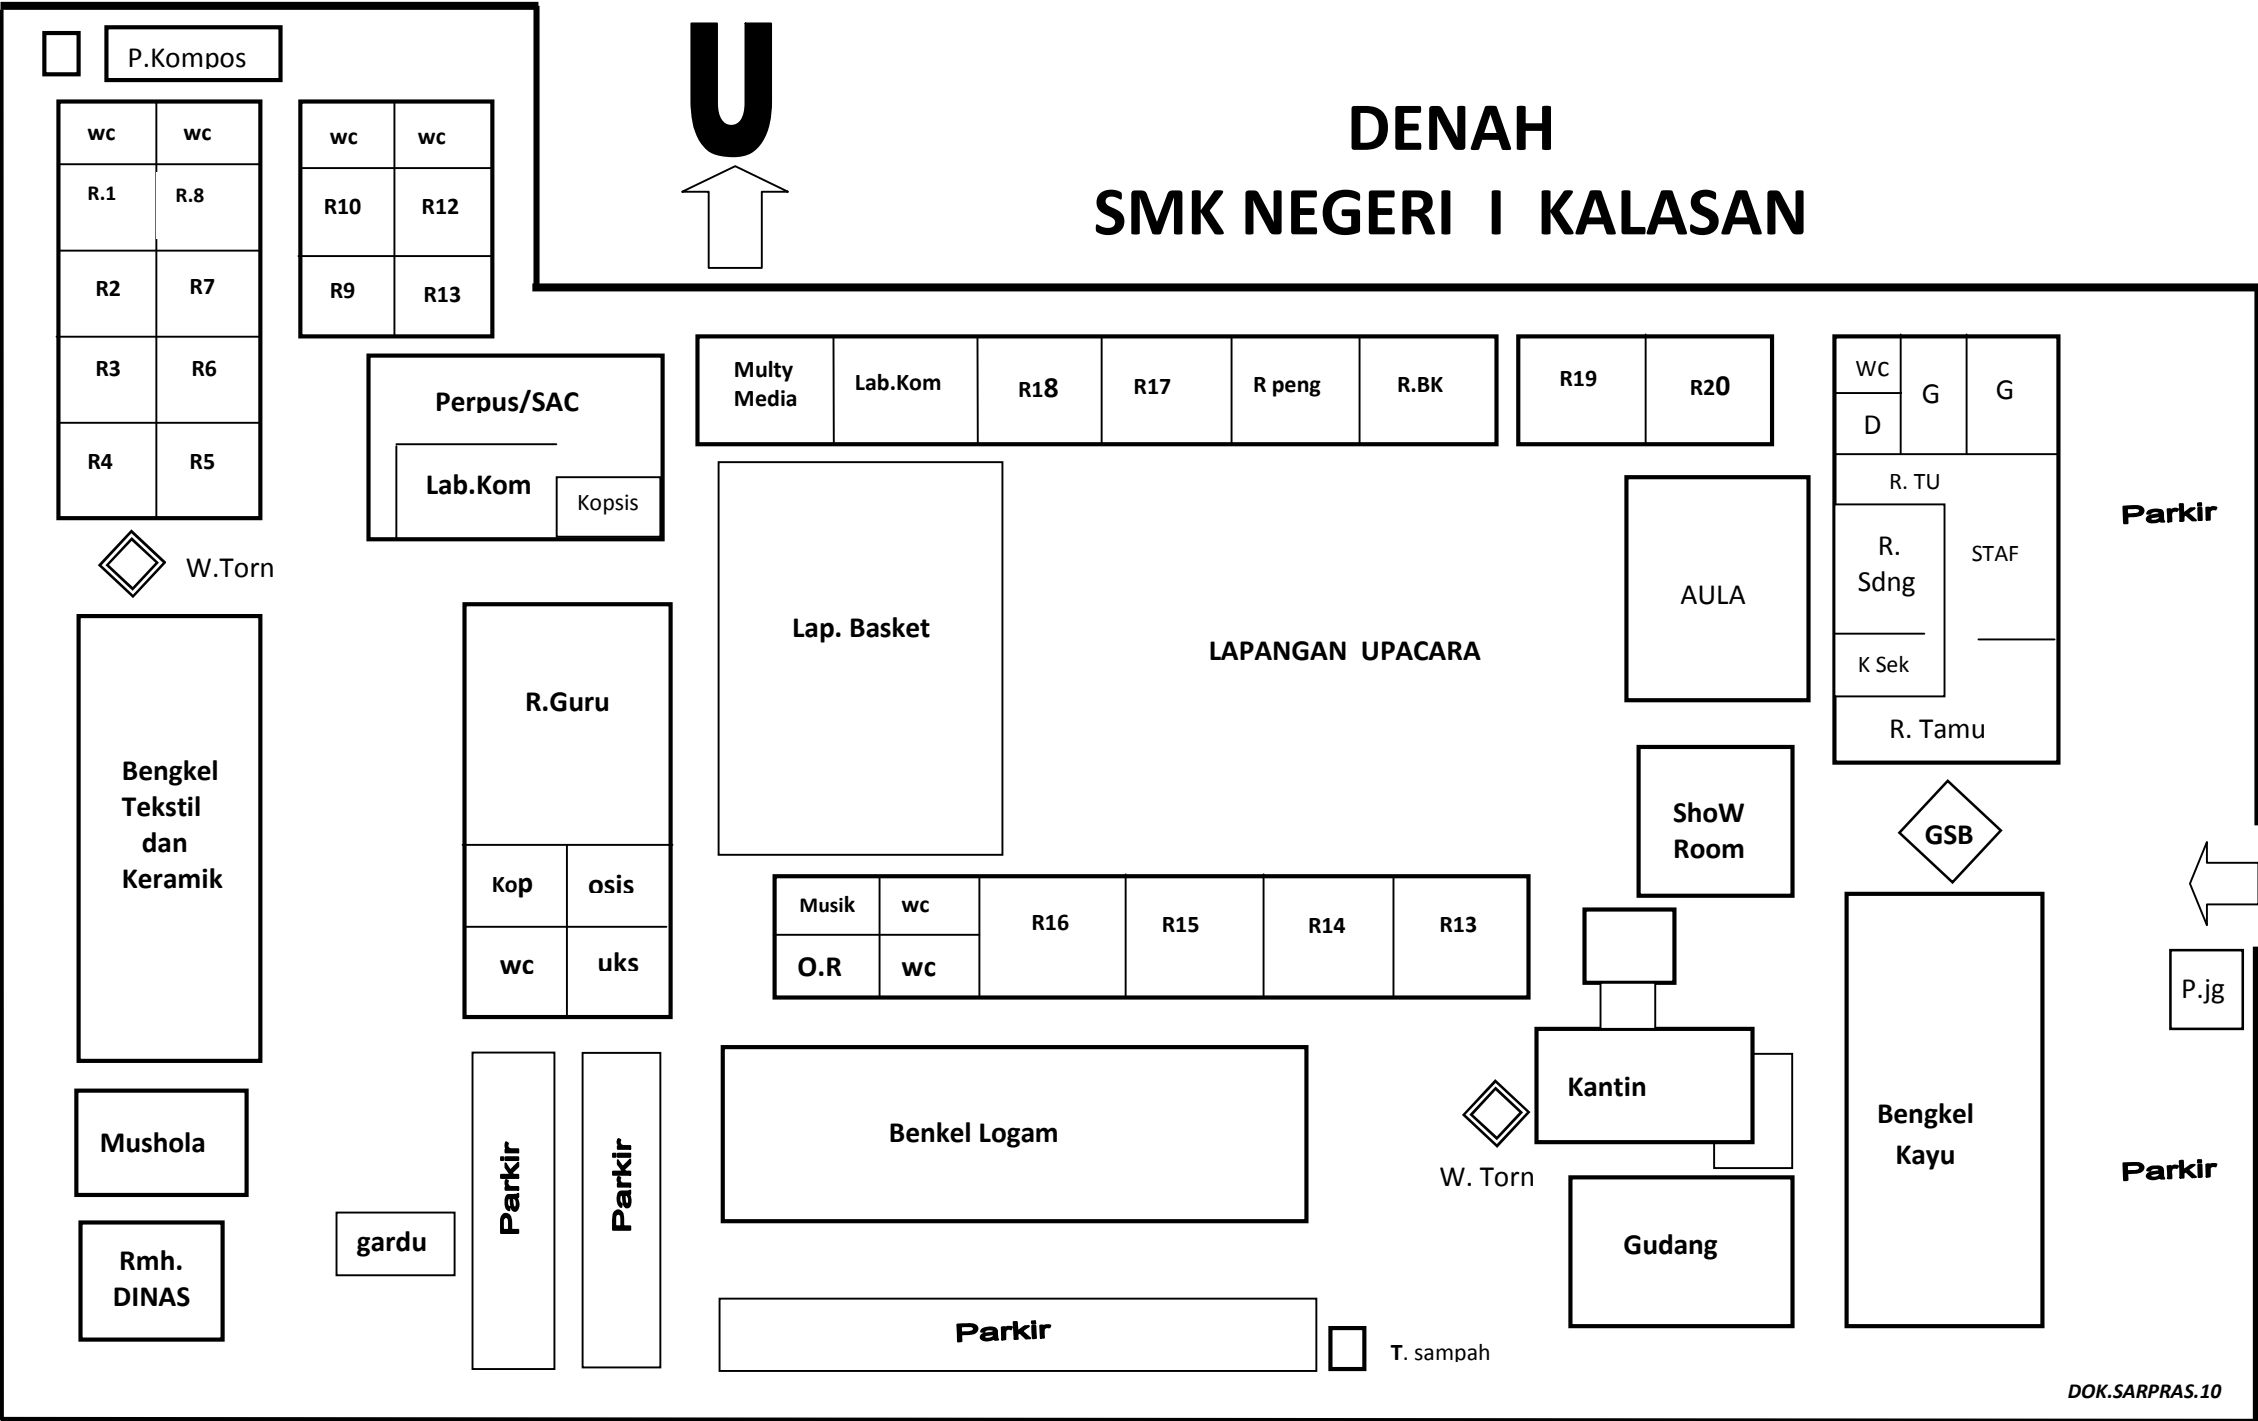 P.Kompos
U
DENAH
SMK NEGERI I KALASAN
wc wc
R.1 R.8
R2 R7
R3 R6
R4 R5
wc wc
R10 R12
R9 R13
Perpus/SAC
Lab.Kom
Kopsis
Multy
Media
Lab.Kom
R18
R17
R peng
R.BK
R19
R20
WC
D
G
G
R. TU
R.
Sdng
STAF
K Sek
R. Tamu
Parkir
W.Torn
Bengkel
Tekstil
dan
Keramik
R.Guru
Kop osis
wc uks
Lap. Basket
LAPANGAN UPACARA
AULA
ShoW
Room
GSB
Musik wc
O.R wc
R16
R15
R14
R13
P.jg
Mushola
Rmh.
DINAS
gardu
Parkir
Parkir
Benkel Logam
Kantin
W. Torn
Gudang
Bengkel
Kayu
Parkir
Parkir
T. sampah
DOK.SARPRAS.10